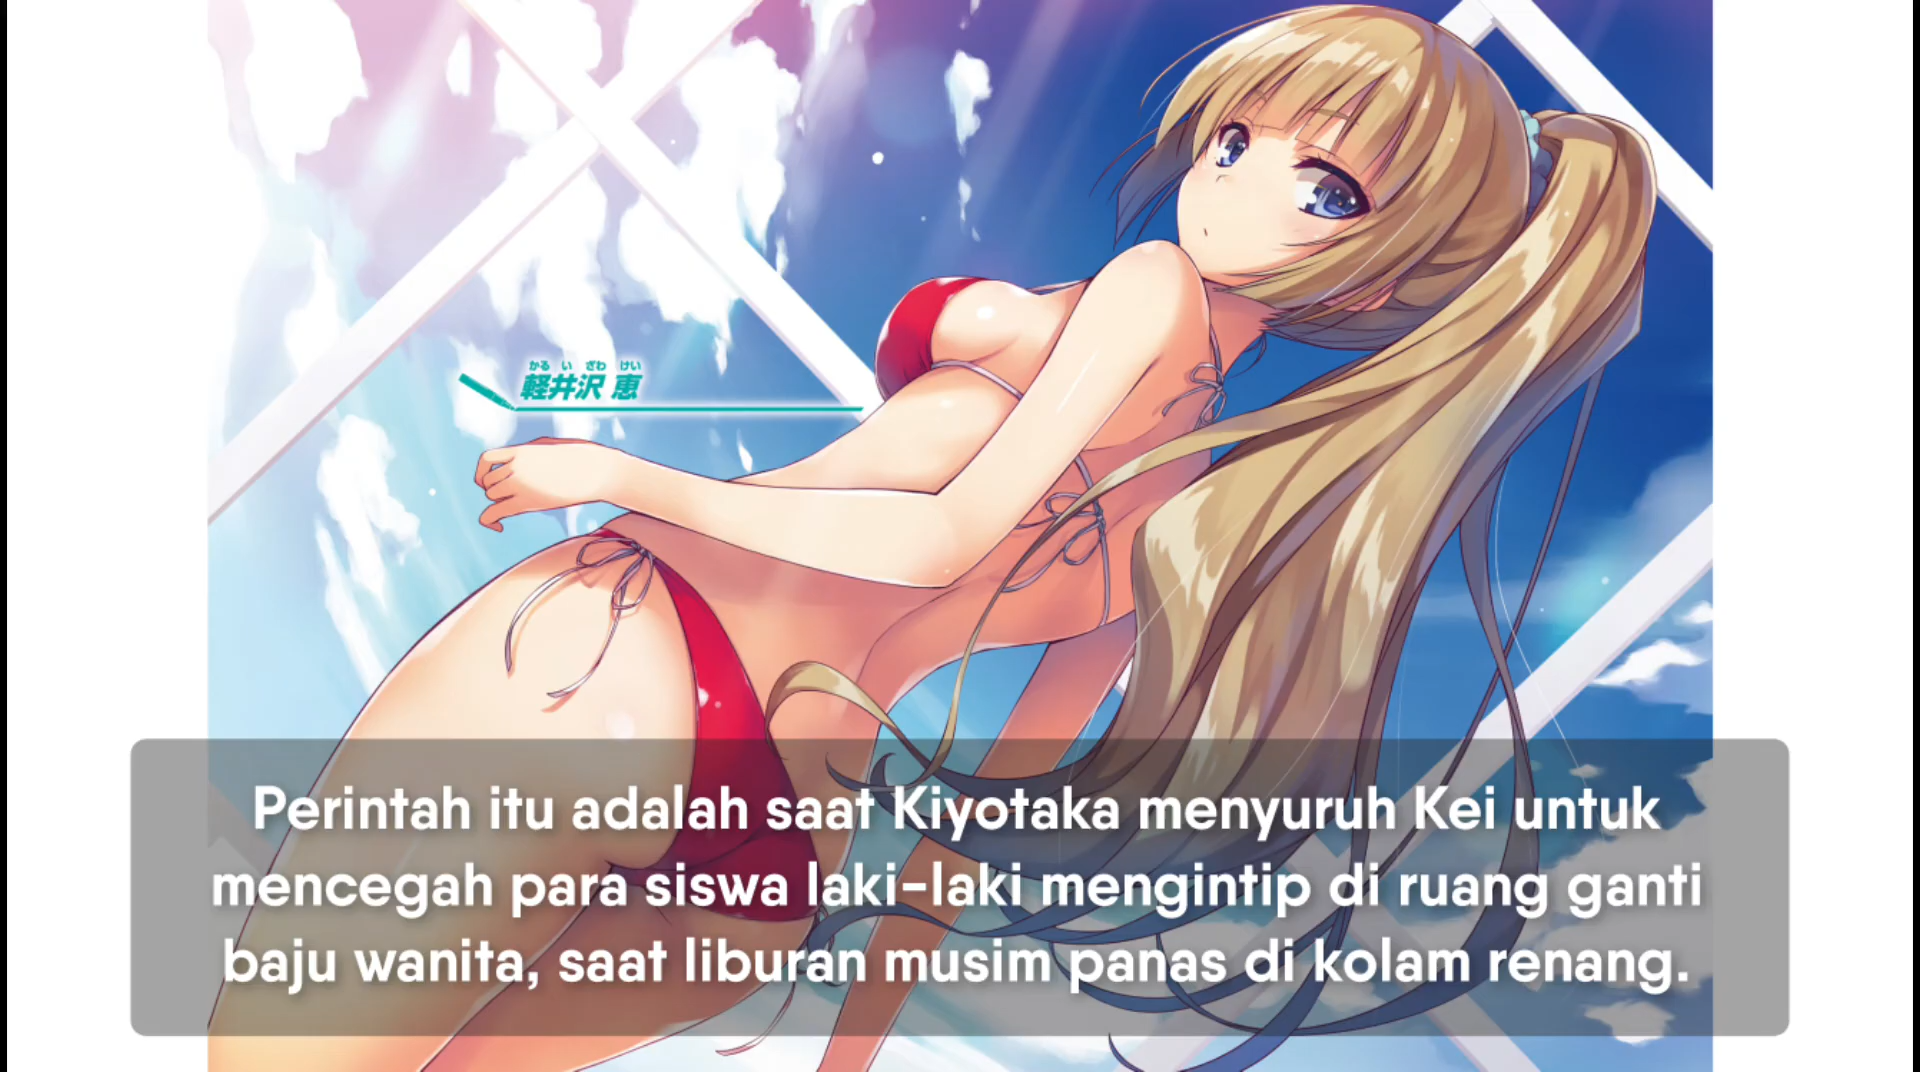 かるいざわ けい
軽井沢 恵
Perintah itu adalah saat Kiyotaka menyuruh Kei untuk
mencegah para siswa laki-laki mengintip di ruang ganti
baju wanita, saat liburan musim panas di kolam renang.